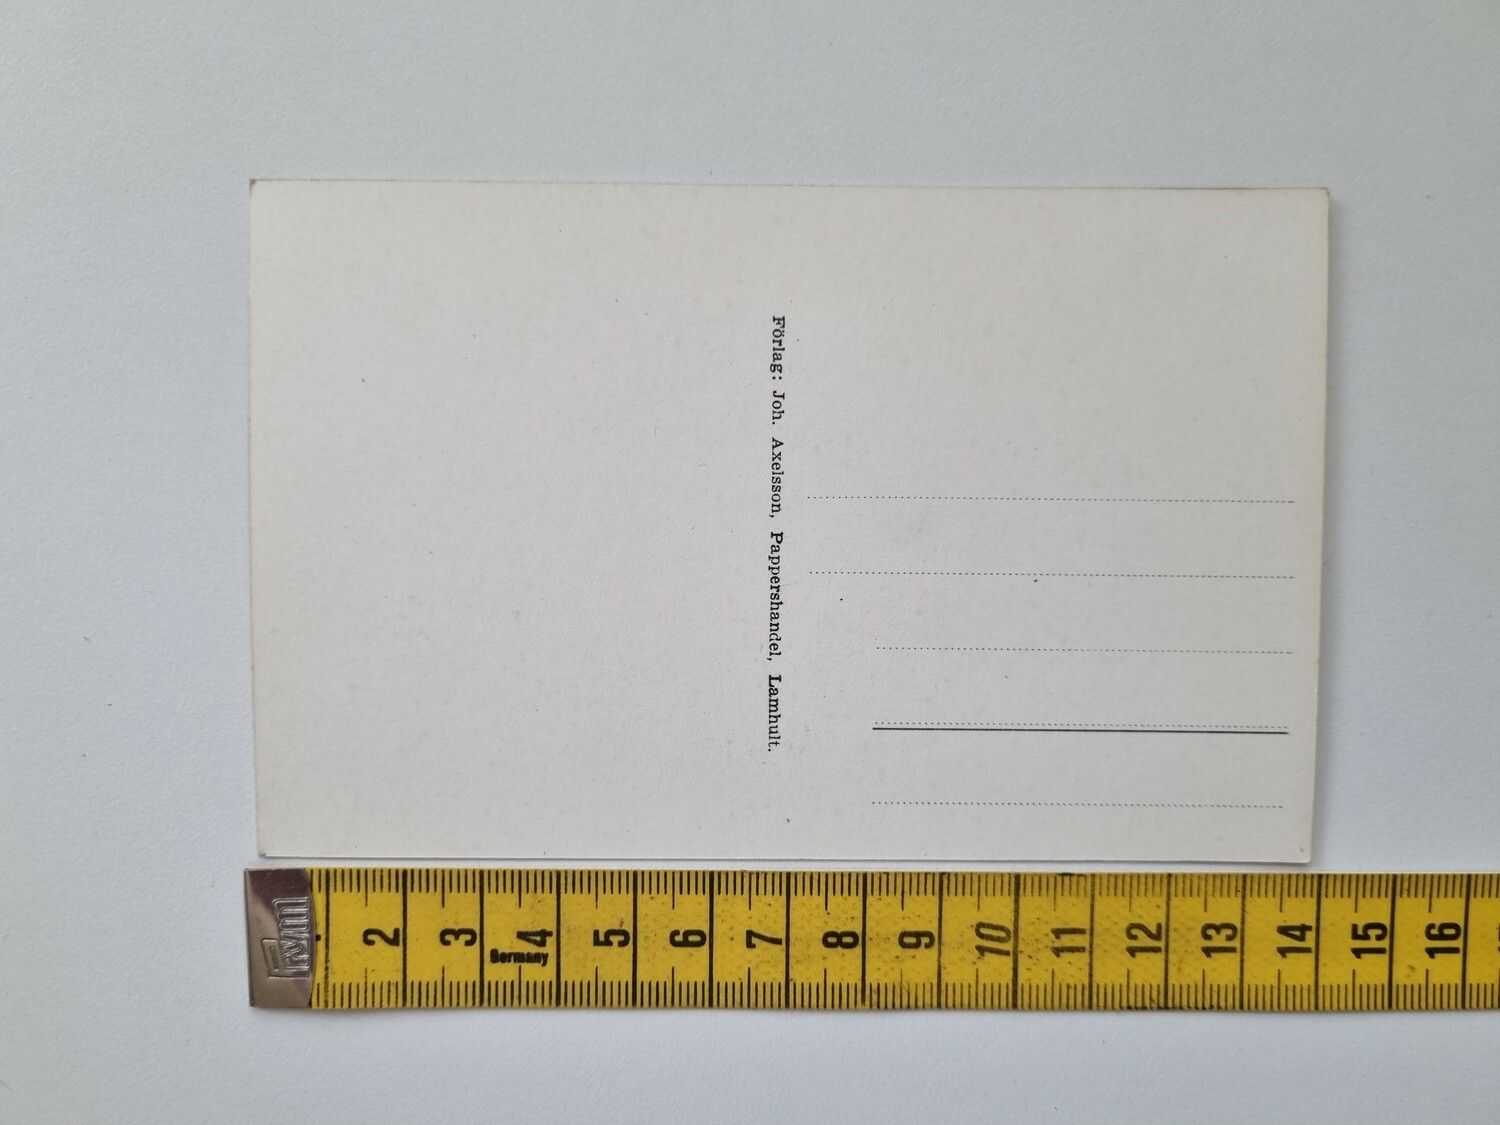 Förlag: Joh. Axelsson, Pappershandel, Lamhult.
Prym
2 3 4 5 6 7 8 9 10 11 12 13 14 15 16
Germany